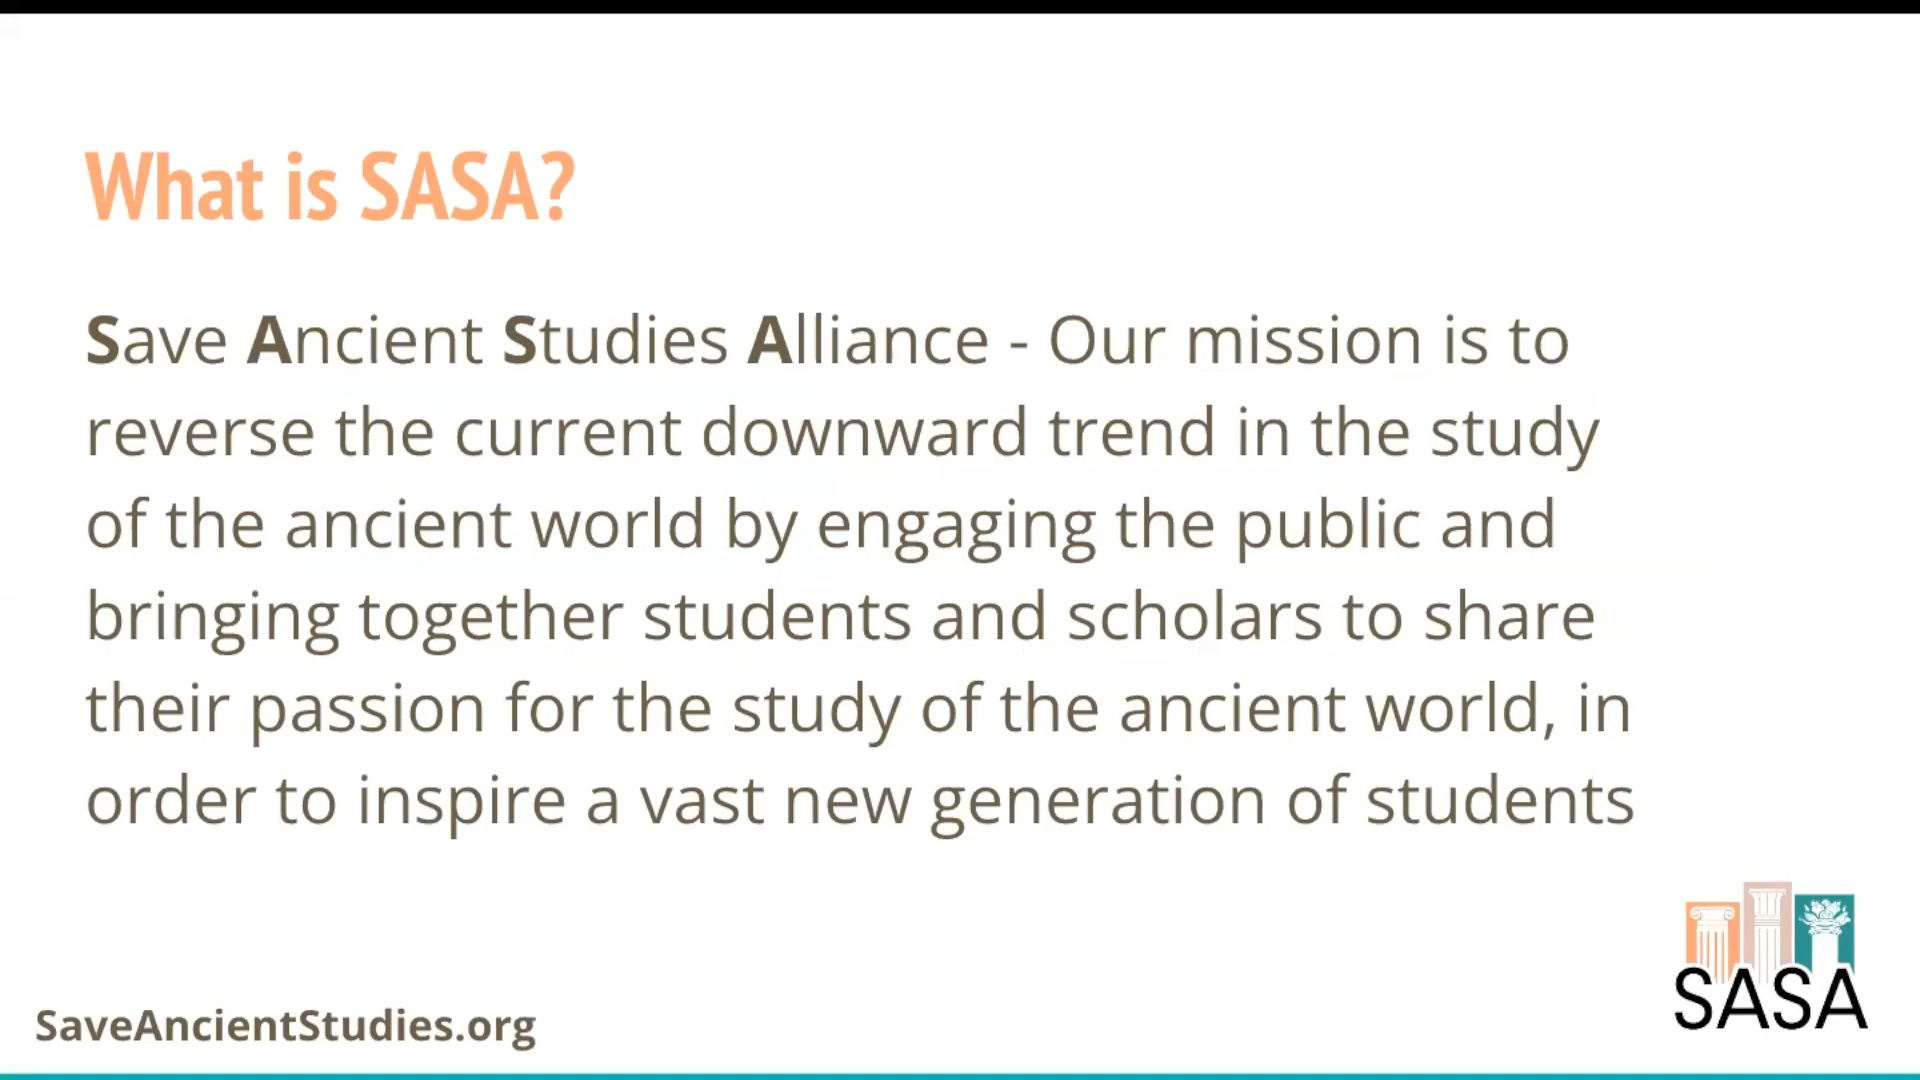 What is SASA?
Save Ancient Studies Alliance - Our mission is to
reverse the current downward trend in the study
of the ancient world by engaging the public and
bringing together students and scholars to share
their passion for the study of the ancient world, in
order to inspire a vast new generation of students
SASA
SaveAncientStudies.org